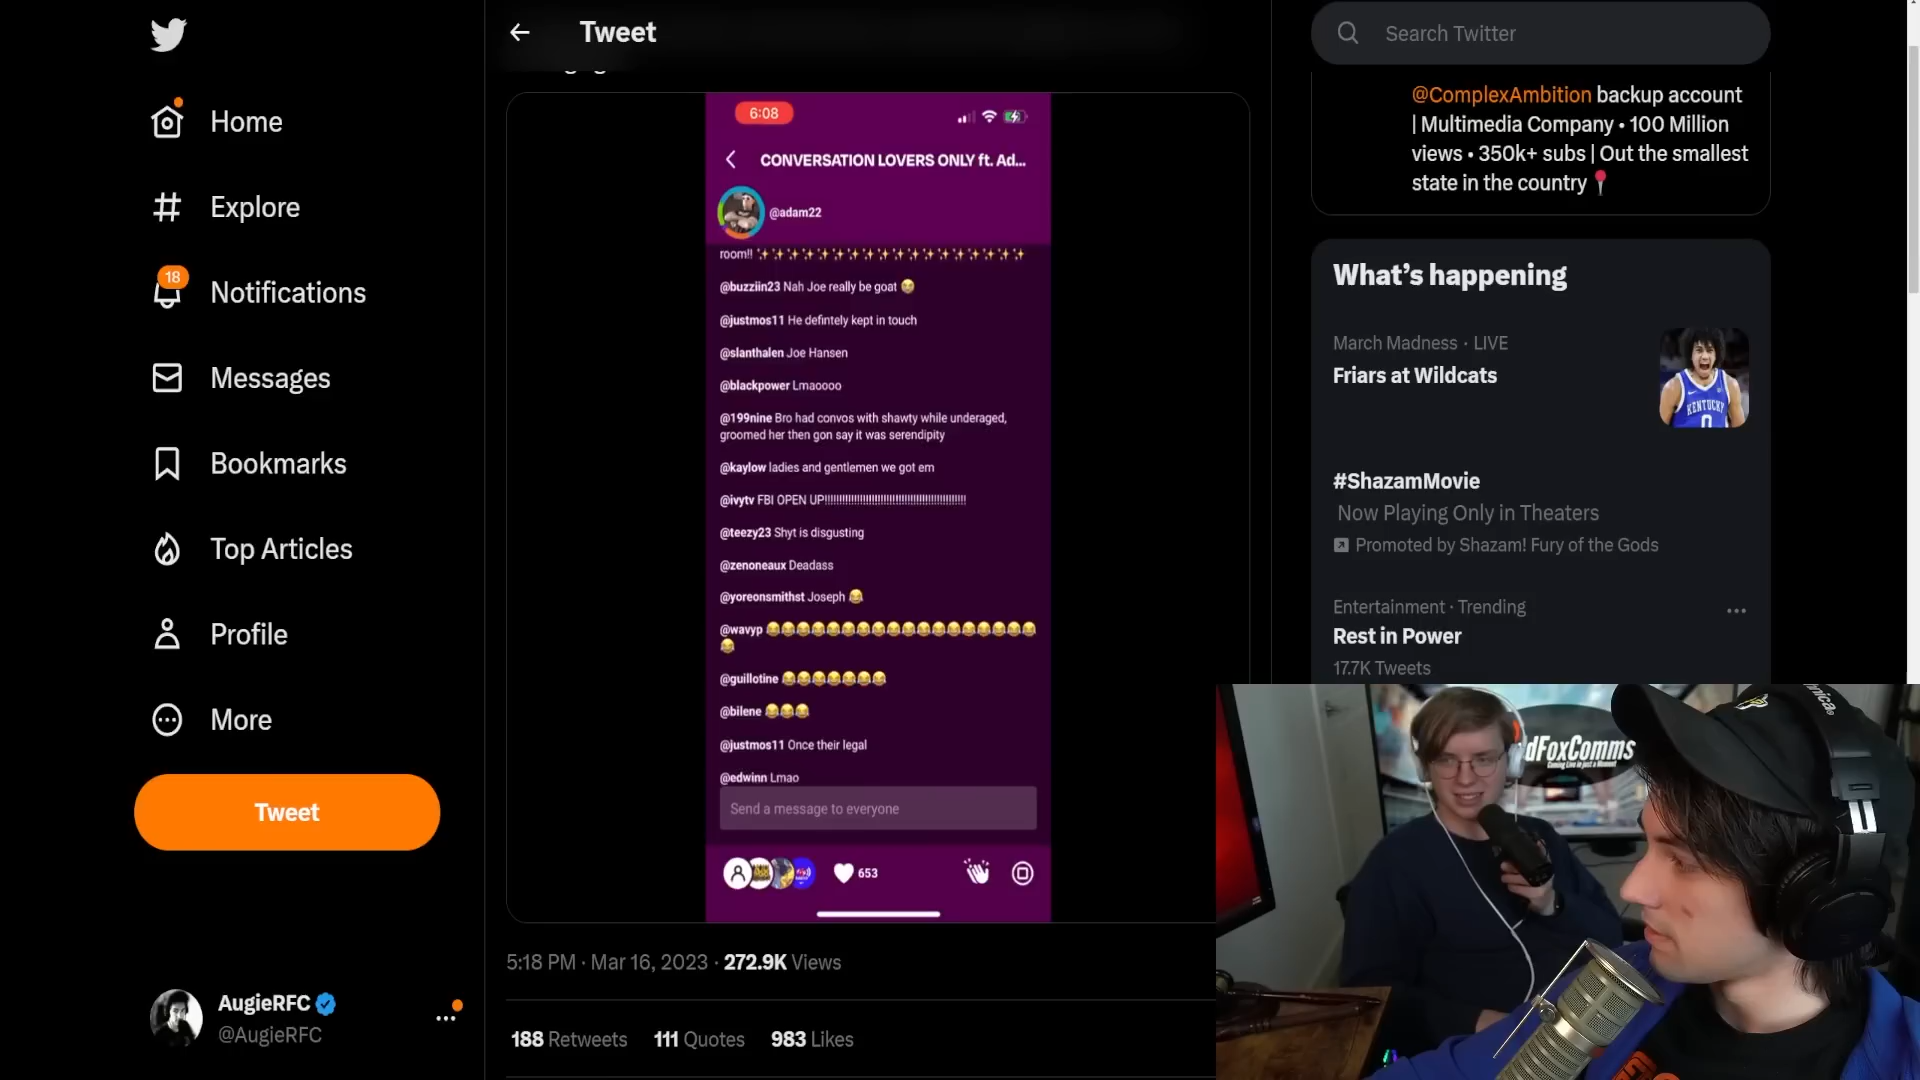 Home
Explore
18
Notifications
Messages
Bookmarks
Top Articles
Profile
More
Tweet
AugieRFC
@AugieRFC
Tweet
6:08
CONVERSATION LOVERS ONLY ft. Ad...
@adam22
room!!
@buzziin23 Nah Joe really be goat 😂
@justmos11 He defintely kept in touch
@slanthalen Joe Hansen
@blackpower Lmaoooo
@199nine Bro had convos with shawty while underaged,
groomed her then gon say it was serendipity
@kaylow ladies and gentlemen we got em
@ivytv FBI OPEN UP!!!!!!!!!!!!!!!!!!!!!!!!!!!!!!!!!!!!!!!!!!!!!!
@teezy23 Shyt is disgusting
@zenoneaux Deadass
@yoreonsmithst Joseph 😂
@wavyp 😂😂😂😂😂😂😂😂😂😂😂😂😂😂😂😂😂😂
😂
@guillotine 😂😂😂😂😂😂😂
@bilene 😂😂😂
@justmos11 Once their legal
@edwinn Lmao
Send a message to everyone
653
5:18 PM · Mar 16, 2023 · 272.9K Views
188 Retweets 111 Quotes 983 Likes
Search Twitter
@ComplexAmbition backup account
| Multimedia Company • 100 Million
views • 350k+ subs | Out the smallest
state in the country📍
What's happening
March Madness · LIVE
Friars at Wildcats
KENTUCKY
0
#ShazamMovie
Now Playing Only in Theaters
Promoted by Shazam! Fury of the Gods
Entertainment · Trending
Rest in Power
17.7K Tweets
dFoxComms
Coming Live in just a Moment